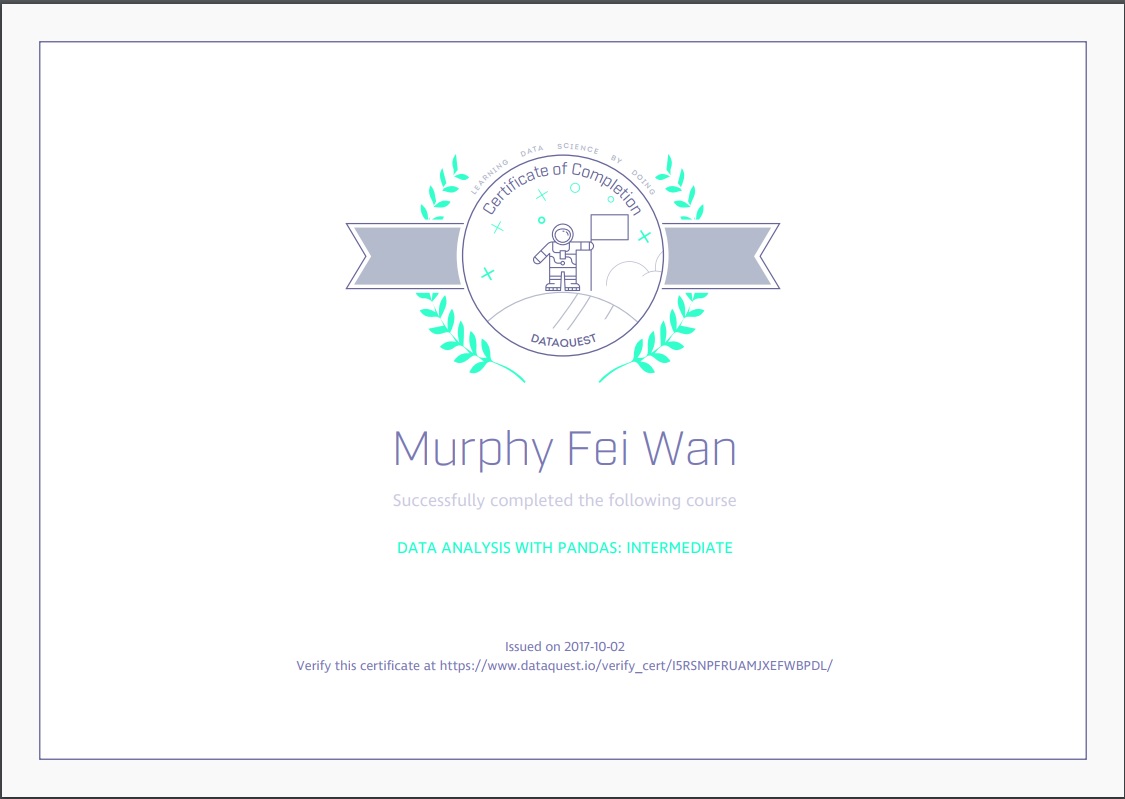 LEARNING DATA SCIENCE BY DOING
Certificate of Completion
DATAQUEST
Murphy Fei Wan
Successfully completed the following course
DATA ANALYSIS WITH PANDAS: INTERMEDIATE
Issued on 2017-10-02
Verify this certificate at https://www.dataquest.io/verify_cert/I5RSNPFRUAMJXEFWBPDL/